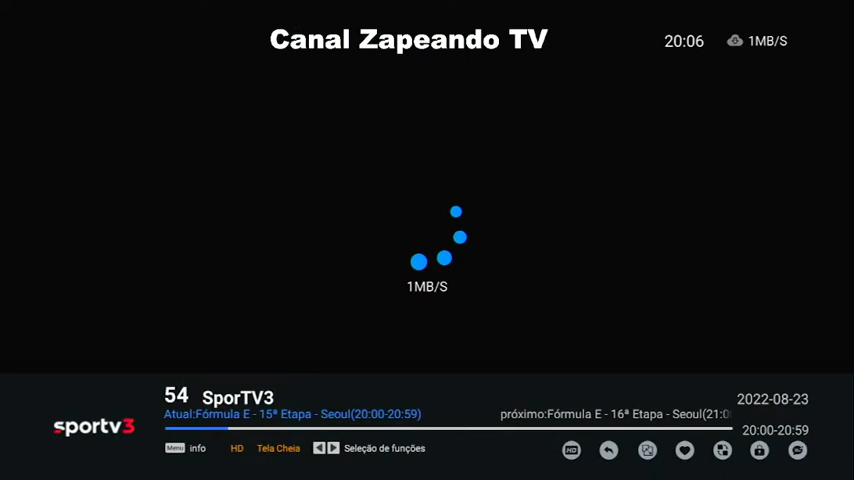 Canal Zapeando TV
20:06
1MB/S
1MB/S
54 SporTV3
2022-08-23
Atual:Fórmula E - 15ª Etapa - Seoul(20:00-20:59)
próximo:Fórmula E - 16ª Etapa - Seoul(21:0
sportv3
20:00-20:59
Menu info HD Tela Cheia Seleção de funções
HD